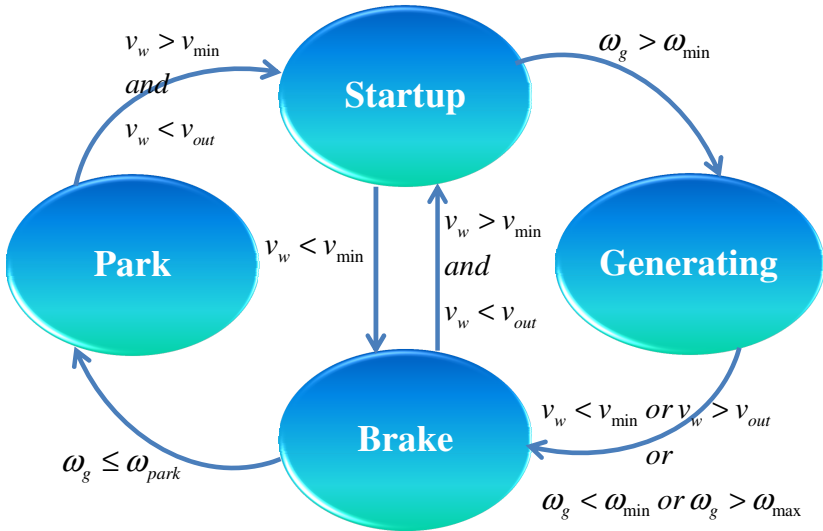 v_w > v_min
and
v_w < v_out
Startup
ω_g > ω_min
Park
v_w < v_min
v_w > v_min
and
v_w < v_out
Generating
Brake
ω_g ≤ ω_park
v_w < v_min or v_w > v_out
or
ω_g < ω_min or ω_g > ω_max